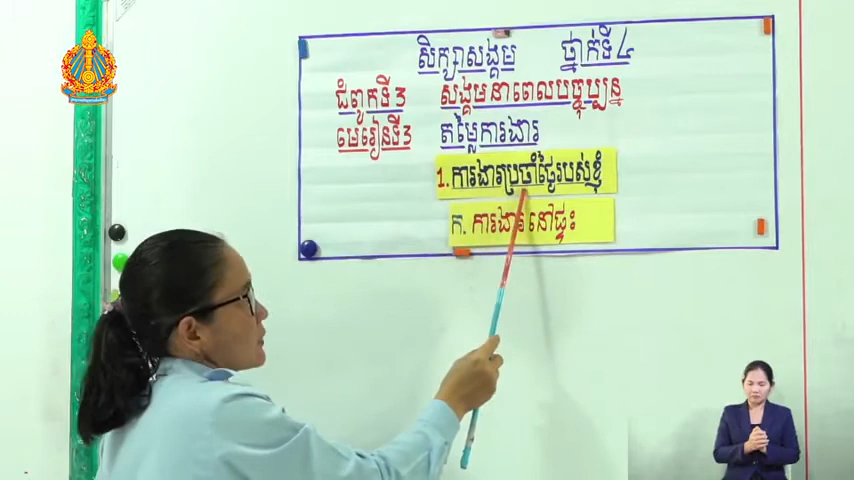 សិក្សាសង្គម ថ្នាក់ទី៤
ជំពូកទី៣ សង្គមនាពេលបច្ចុប្បន្ន
មេរៀនទី3 តម្លៃការងារ
1. ការងារប្រចាំថ្ងៃរបស់ខ្ញុំ
ក. ការងារនៅផ្ទះ